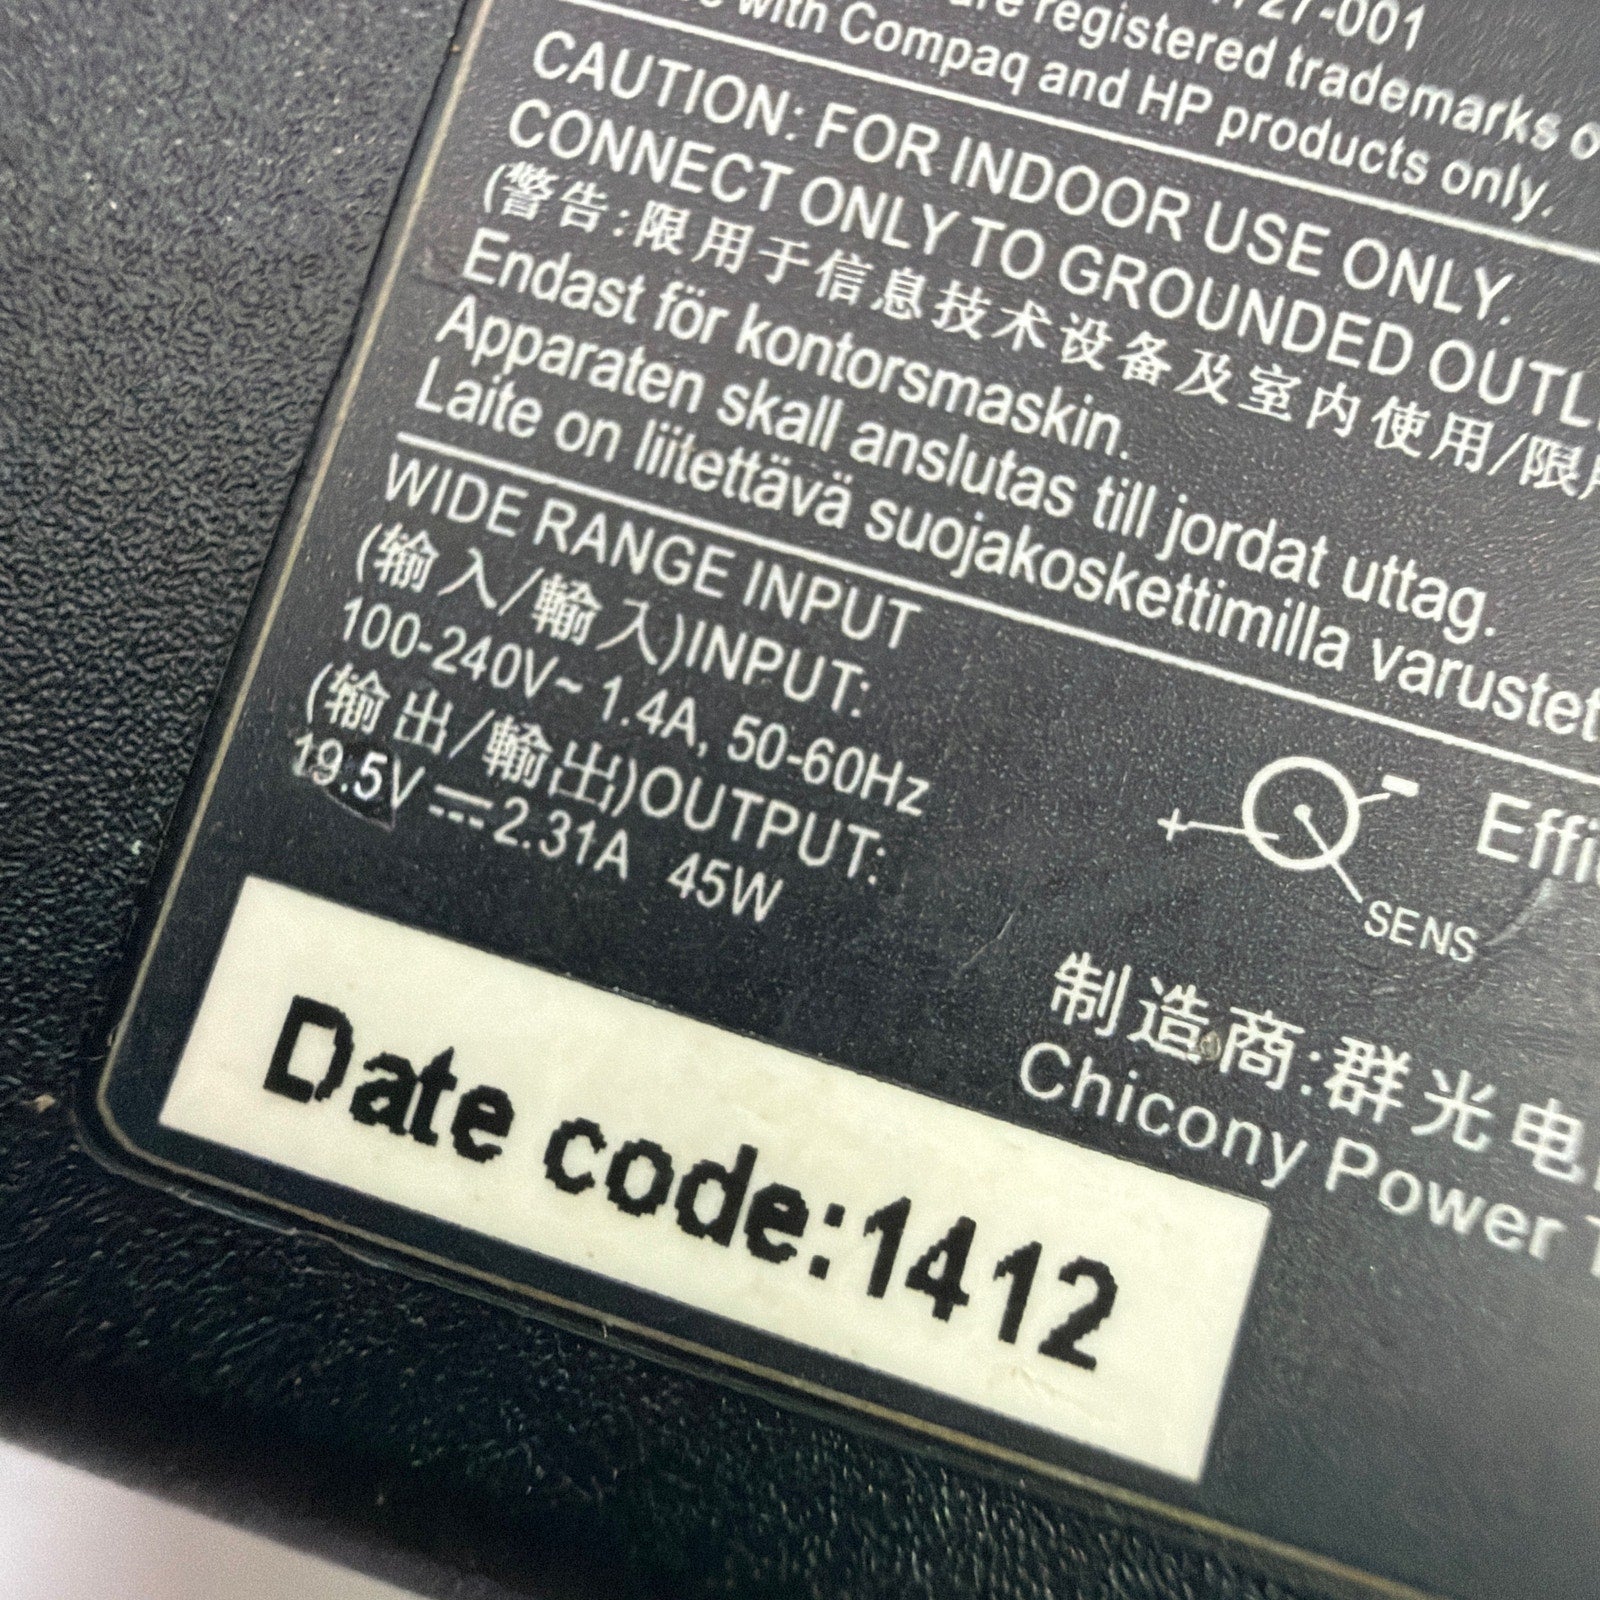 727-001
are registered trademarks
with Compaq and HP products only.
CAUTION: FOR INDOOR USE ONLY.
CONNECT ONLY TO GROUNDED
(警告:限用于信息技术设备及室内使用/限
Endast för kontorsmaskin.
Apparaten skall anslutas till jordat uttag.
Laite on liitettävä suojakoskettimilla
WIDE RANGE INPUT
(输入/輸入)INPUT:
100-240V~ 1.4A, 50-60Hz
(输出/輸出)OUTPUT:
19.5V ⎓ 2.31A 45W
+ -
SENS
制造商:群光电
Chicony Power
Date code:1412